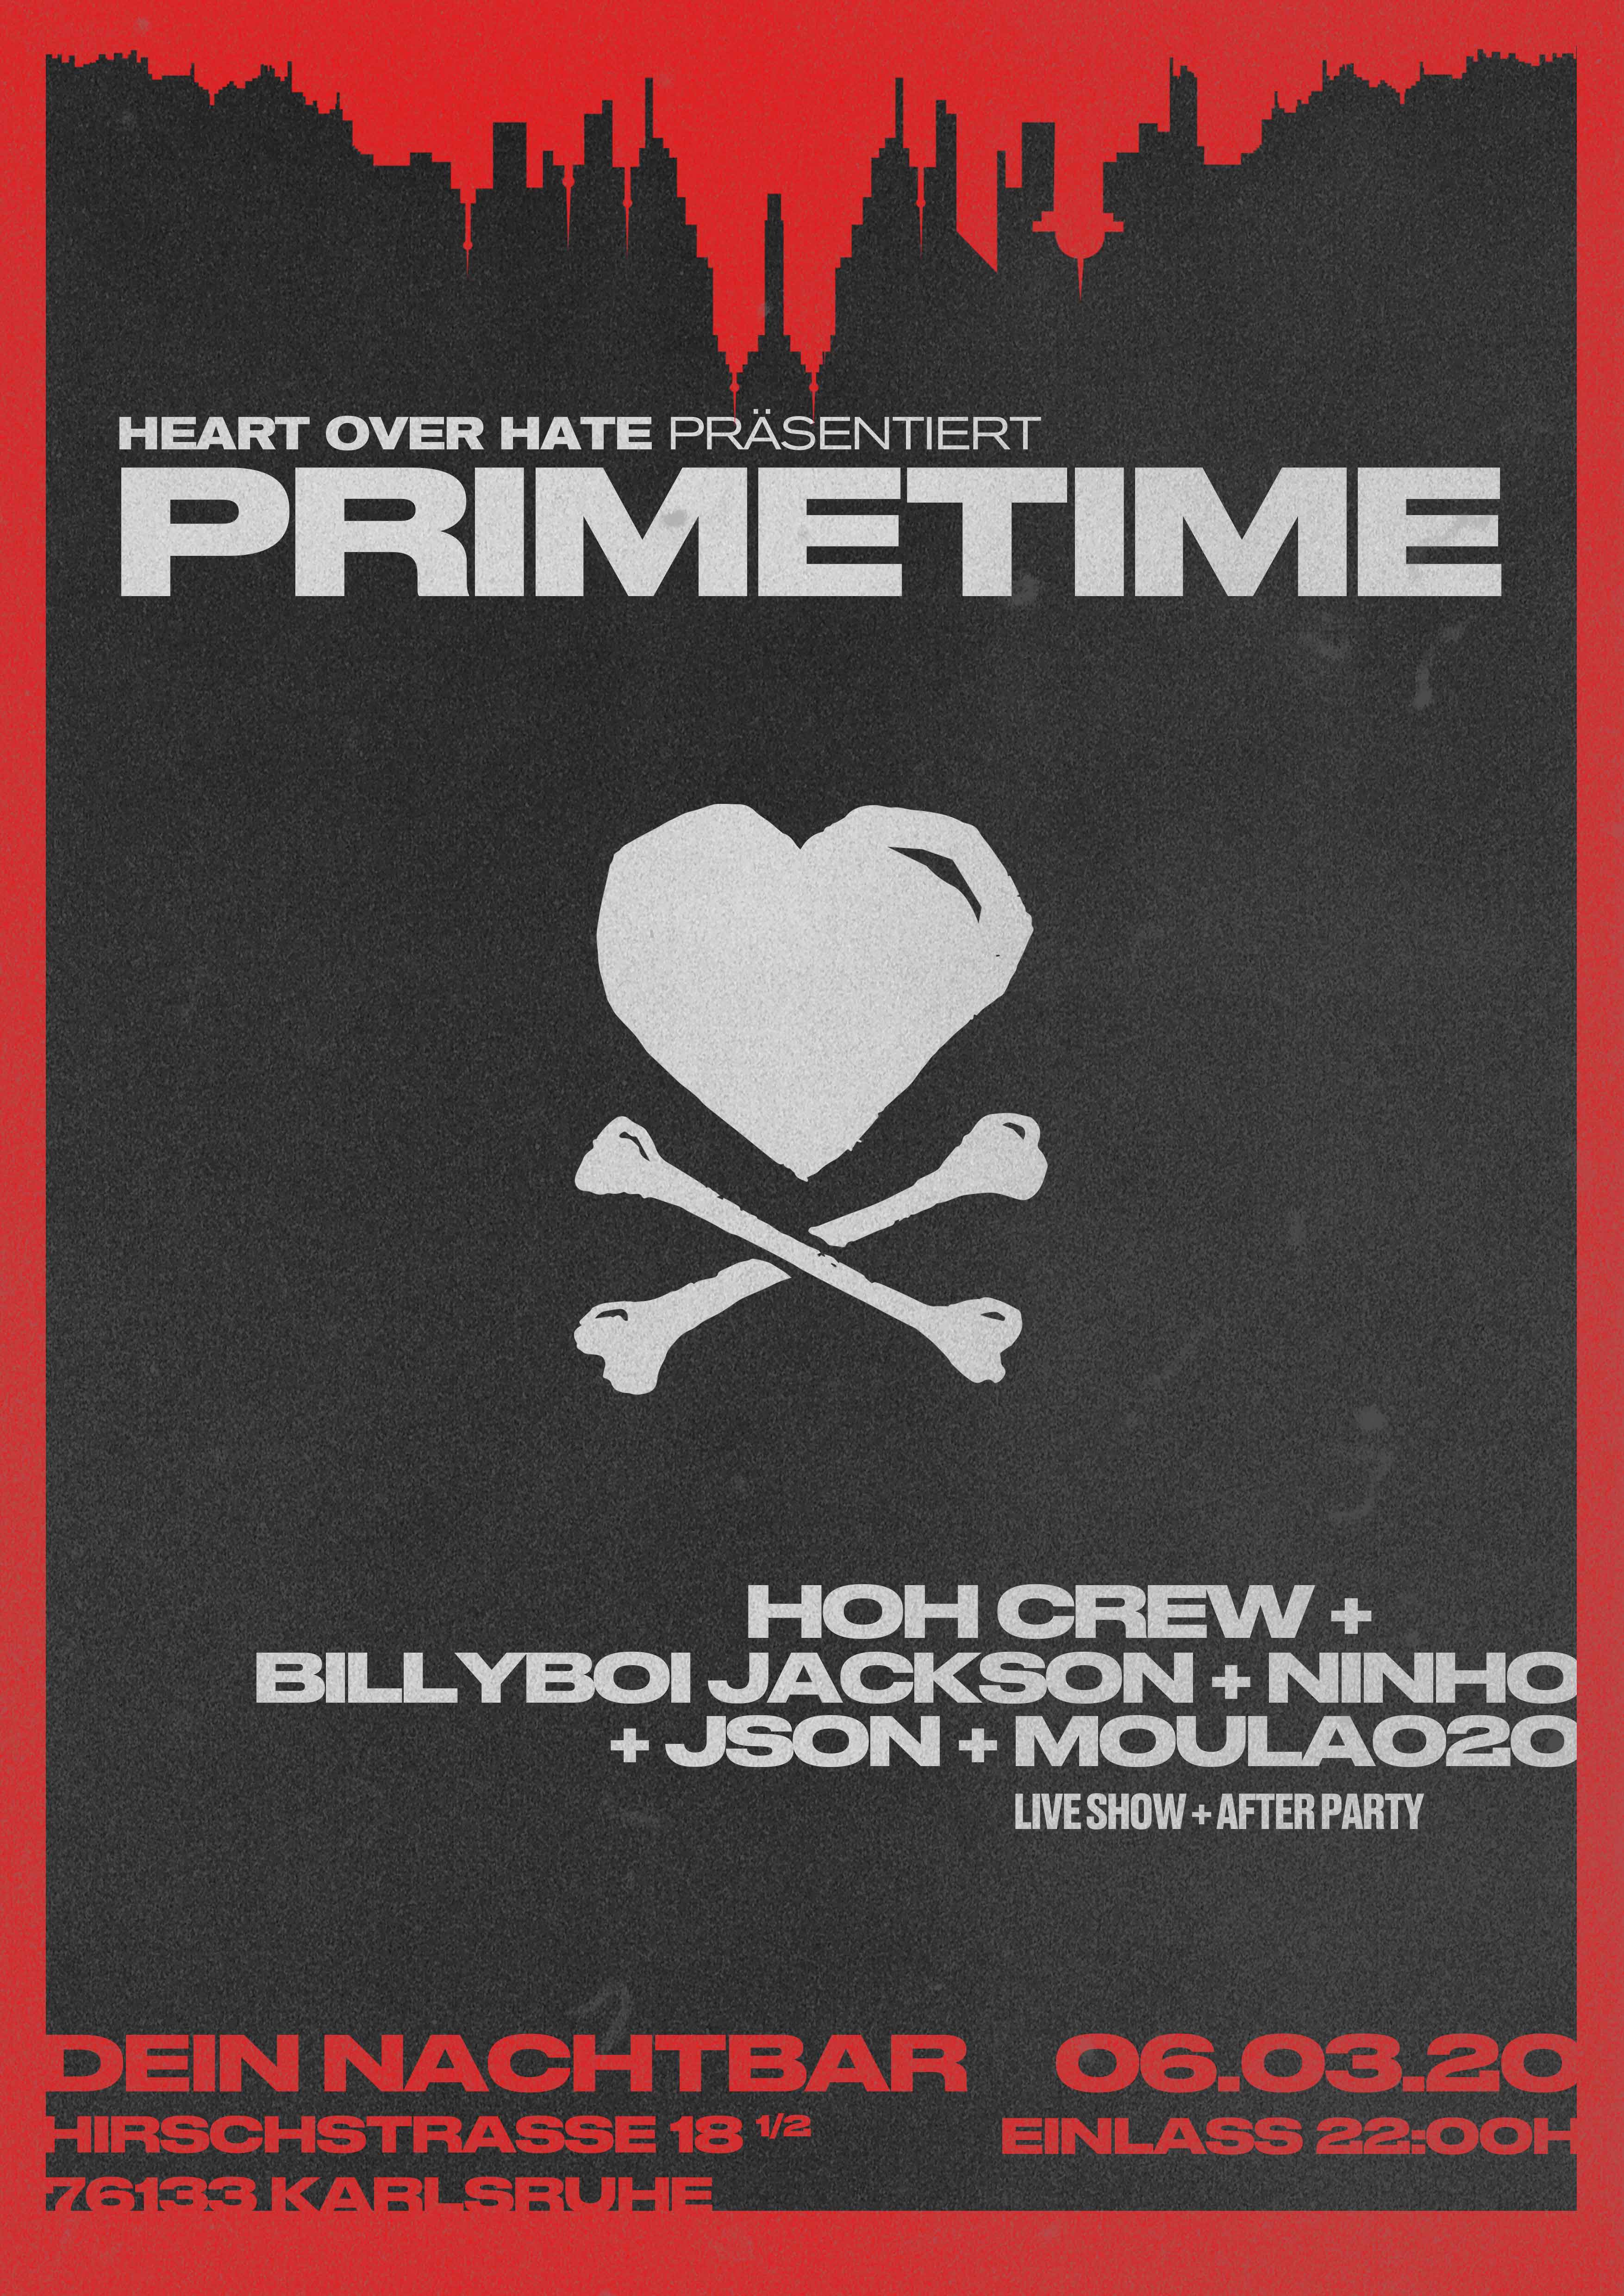 HEART OVER HATE PRÄSENTIERT
PRIMETIME
HOH CREW +
BILLYBOI JACKSON + NINHO
+ JSON + MOULA020
LIVE SHOW + AFTER PARTY
DEIN NACHTBAR
HIRSCHSTRASSE 18 1/2
76133 KARLSRUHE
06.03.20
EINLASS 22:00H